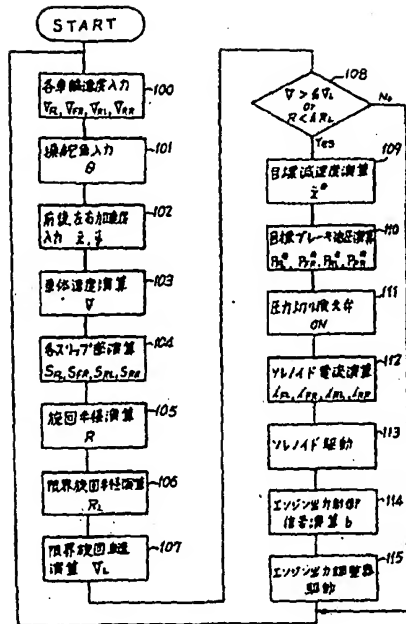 START
各車輪速度入力
V_FL, V_FR, V_RL, V_RR
100
操舵角入力
θ
101
前後,左右加速度
入力 ẍ, ÿ
102
車体速度演算
V
103
各スリップ率演算
S_FL, S_FR, S_RL, S_RR
104
旋回半径演算
R
105
限界旋回半径演算
R_L
106
限界旋回車速
演算 V_L
107
108
V > V_L
or
R < R_L
No
Yes
目標減速度演算
109
目標ブレーキ液圧演算
110
圧力切換え弁
ON
111
ソレノイド電流演算
i_FL, i_FR, i_RL, i_RR
112
ソレノイド駆動
113
エンジン出力制御
信号演算 b
114
エンジン出力調整器
駆動
115